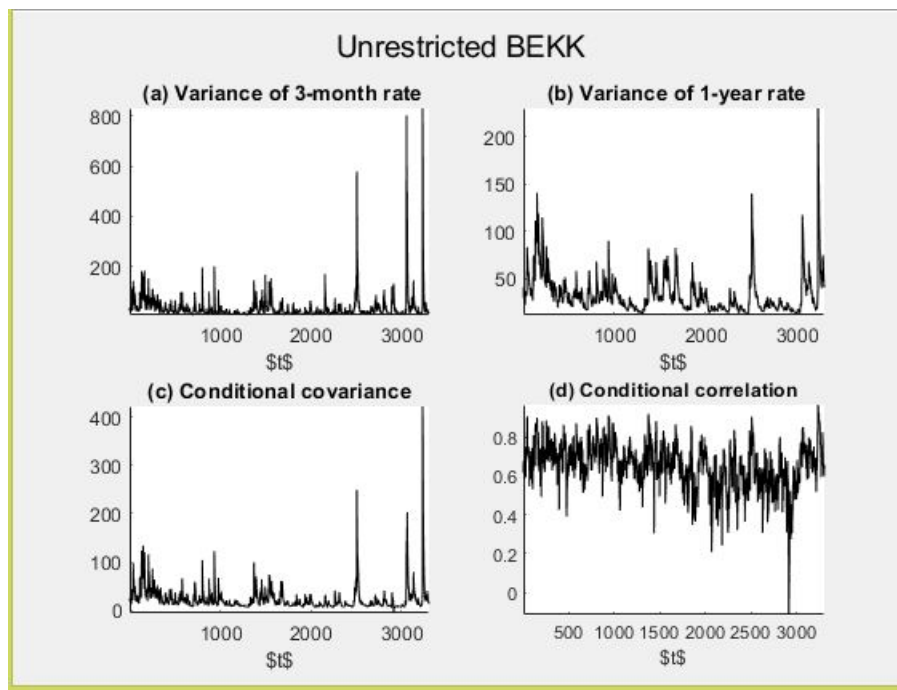 Unrestricted BEKK
(a) Variance of 3-month rate
800
600
400
200
1000 2000 3000
$t$
(b) Variance of 1-year rate
200
150
100
50
1000 2000 3000
$t$
(c) Conditional covariance
400
300
200
100
0
1000 2000 3000
$t$
(d) Conditional correlation
0.8
0.6
0.4
0.2
0
500 1000 1500 2000 2500 3000
$t$